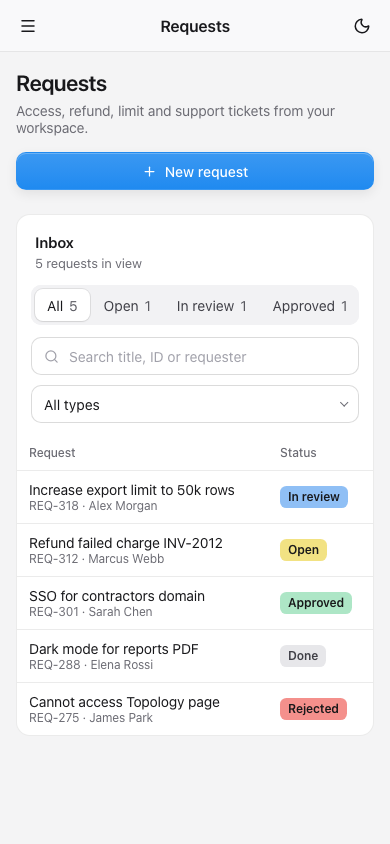 Requests
Requests
Access, refund, limit and support tickets from your
workspace.
New request
Inbox
5 requests in view
All 5 Open 1 In review 1 Approved 1
Search title, ID or requester
All types
Request Status
Increase export limit to 50k rows
REQ-318 · Alex Morgan
In review
Refund failed charge INV-2012
REQ-312 · Marcus Webb
Open
SSO for contractors domain
REQ-301 · Sarah Chen
Approved
Dark mode for reports PDF
REQ-288 · Elena Rossi
Done
Cannot access Topology page
REQ-275 · James Park
Rejected